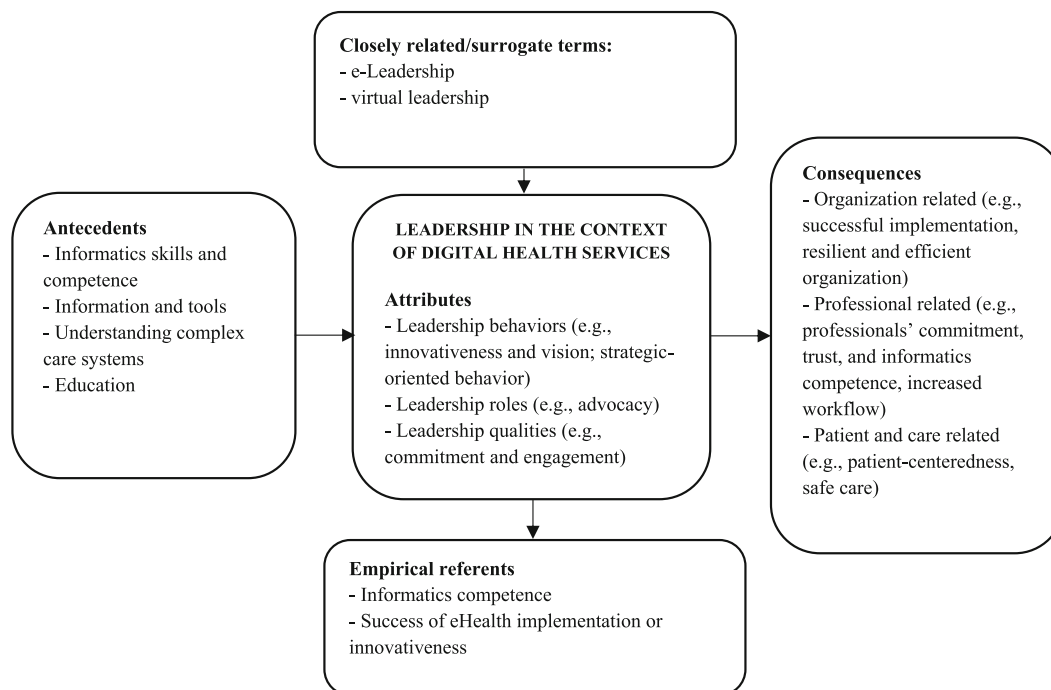 Closely related/surrogate terms:
- e-Leadership
- virtual leadership
Antecedents
- Informatics skills and
competence
- Information and tools
- Understanding complex
care systems
- Education
LEADERSHIP IN THE CONTEXT
OF DIGITAL HEALTH SERVICES
Attributes
- Leadership behaviors (e.g.,
innovativeness and vision; strategic-
oriented behavior)
- Leadership roles (e.g., advocacy)
- Leadership qualities (e.g.,
commitment and engagement)
Consequences
- Organization related (e.g.,
successful implementation,
resilient and efficient
organization)
- Professional related (e.g.,
professionals’ commitment,
trust, and informatics
competence, increased
workflow)
- Patient and care related
(e.g., patient-centeredness,
safe care)
Empirical referents
- Informatics competence
- Success of eHealth implementation or
innovativeness